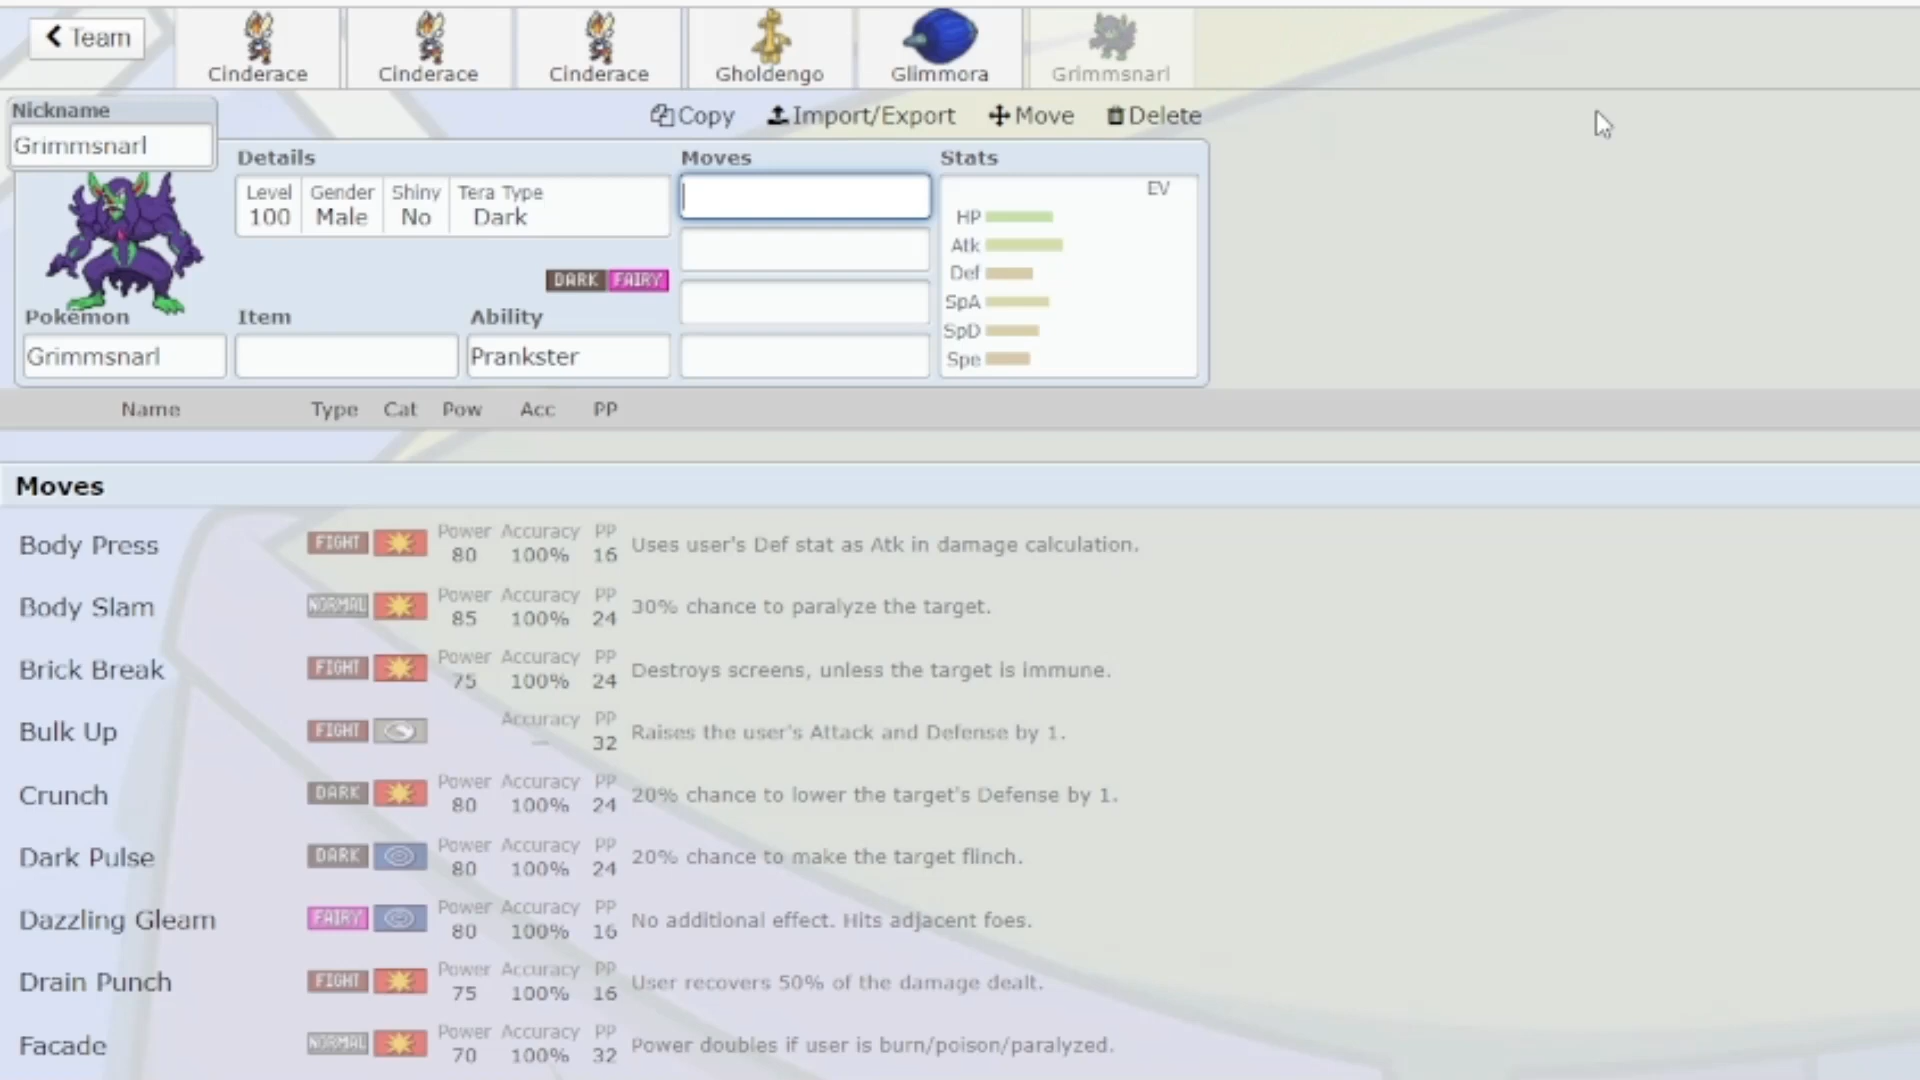 Team
Cinderace
Cinderace
Cinderace
Gholdengo
Glimmora
Grimmsnarl
Nickname
Grimmsnarl
Copy Import/Export Move Delete
Details
Level
100
Gender
Male
Shiny
No
Tera Type
Dark
DARK FAIRY
Pokémon
Grimmsnarl
Item
Ability
Prankster
Moves
Stats
EV
HP
Atk
Def
SpA
SpD
Spe
Name Type Cat Pow Acc PP
Moves
Body Press FIGHT Power 80 Accuracy 100% PP 16 Uses user's Def stat as Atk in damage calculation.
Body Slam NORMAL Power 85 Accuracy 100% PP 24 30% chance to paralyze the target.
Brick Break FIGHT Power 75 Accuracy 100% PP 24 Destroys screens, unless the target is immune.
Bulk Up FIGHT Accuracy — PP 32 Raises the user's Attack and Defense by 1.
Crunch DARK Power 80 Accuracy 100% PP 24 20% chance to lower the target's Defense by 1.
Dark Pulse DARK Power 80 Accuracy 100% PP 24 20% chance to make the target flinch.
Dazzling Gleam FAIRY Power 80 Accuracy 100% PP 16 No additional effect. Hits adjacent foes.
Drain Punch FIGHT Power 75 Accuracy 100% PP 16 User recovers 50% of the damage dealt.
Facade NORMAL Power 70 Accuracy 100% PP 32 Power doubles if user is burn/poison/paralyzed.